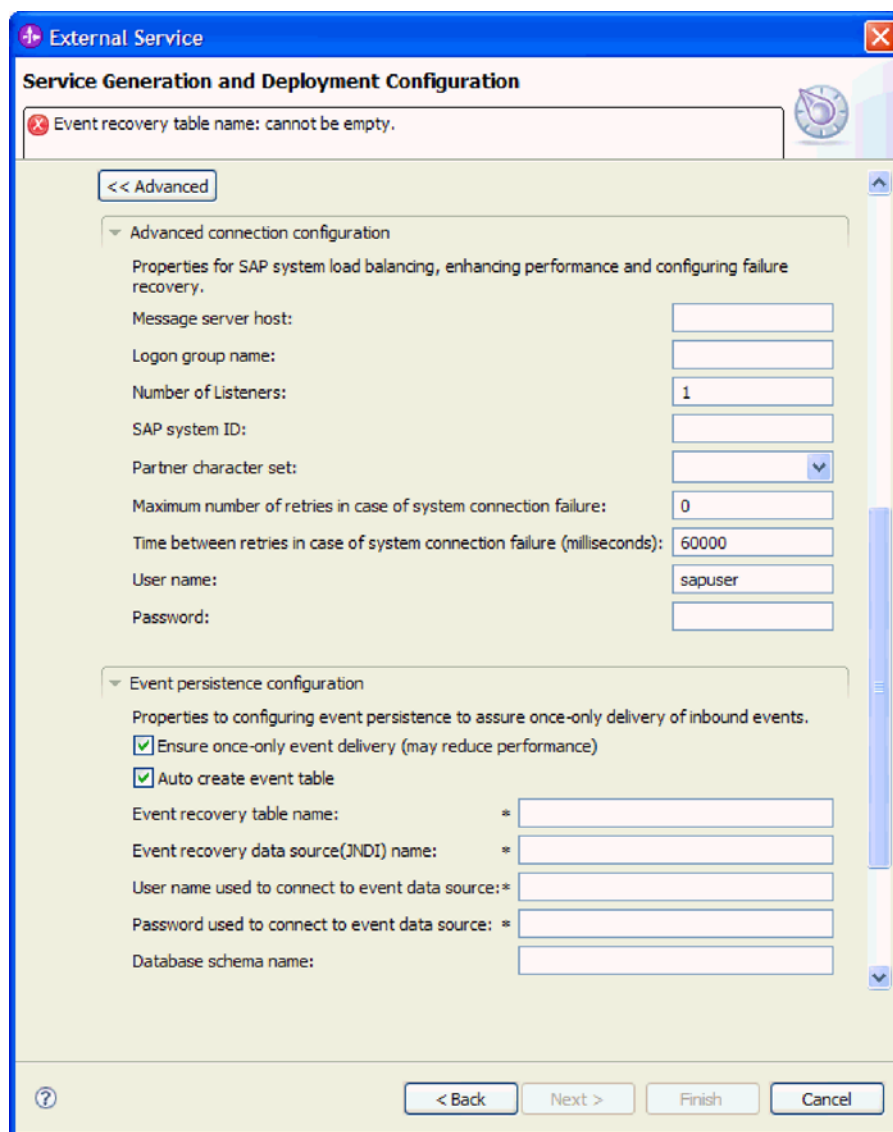 External Service
Service Generation and Deployment Configuration
Event recovery table name: cannot be empty.
<< Advanced
Advanced connection configuration
Properties for SAP system load balancing, enhancing performance and configuring failure
recovery.
Message server host:
Logon group name:
Number of Listeners: 1
SAP system ID:
Partner character set:
Maximum number of retries in case of system connection failure: 0
Time between retries in case of system connection failure (milliseconds): 60000
User name: sapuser
Password:
Event persistence configuration
Properties to configuring event persistence to assure once-only delivery of inbound events.
Ensure once-only event delivery (may reduce performance)
Auto create event table
Event recovery table name: *
Event recovery data source(JNDI) name: *
User name used to connect to event data source:*
Password used to connect to event data source: *
Database schema name:
? < Back Next > Finish Cancel